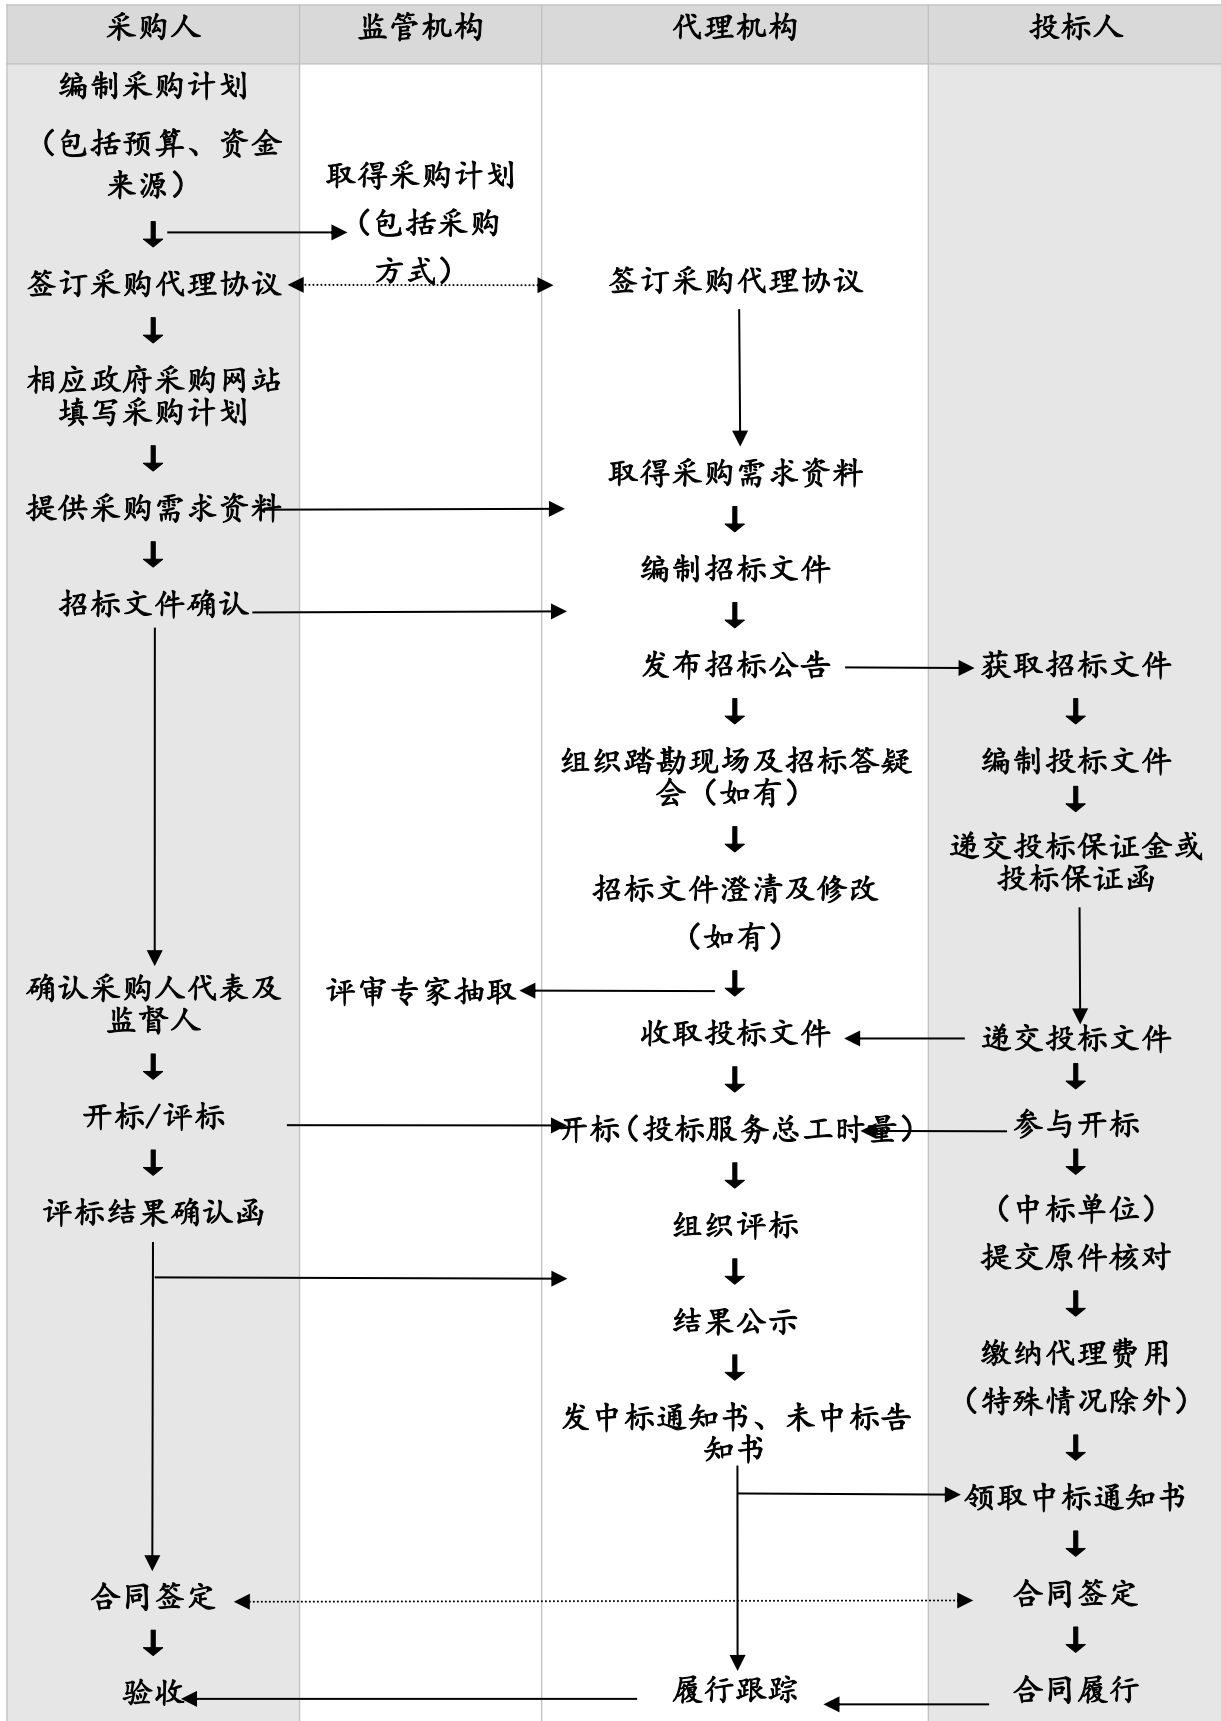 采购人
监管机构
代理机构
投标人
编制采购计划
（包括预算、资金
来源）
签订采购代理协议
相应政府采购网站
填写采购计划
提供采购需求资料
招标文件确认
确认采购人代表及
监督人
开标/评标
评标结果确认函
合同签定
验收
取得采购计划
（包括采购
方式）
评审专家抽取
签订采购代理协议
取得采购需求资料
编制招标文件
发布招标公告
组织踏勘现场及招标答疑
会（如有）
招标文件澄清及修改
（如有）
收取投标文件
开标（投标服务总工时量）
组织评标
结果公示
发中标通知书、未中标告
知书
履行跟踪
获取招标文件
编制投标文件
递交投标保证金或
投标保证函
递交投标文件
参与开标
（中标单位）
提交原件核对
缴纳代理费用
（特殊情况除外）
领取中标通知书
合同签定
合同履行